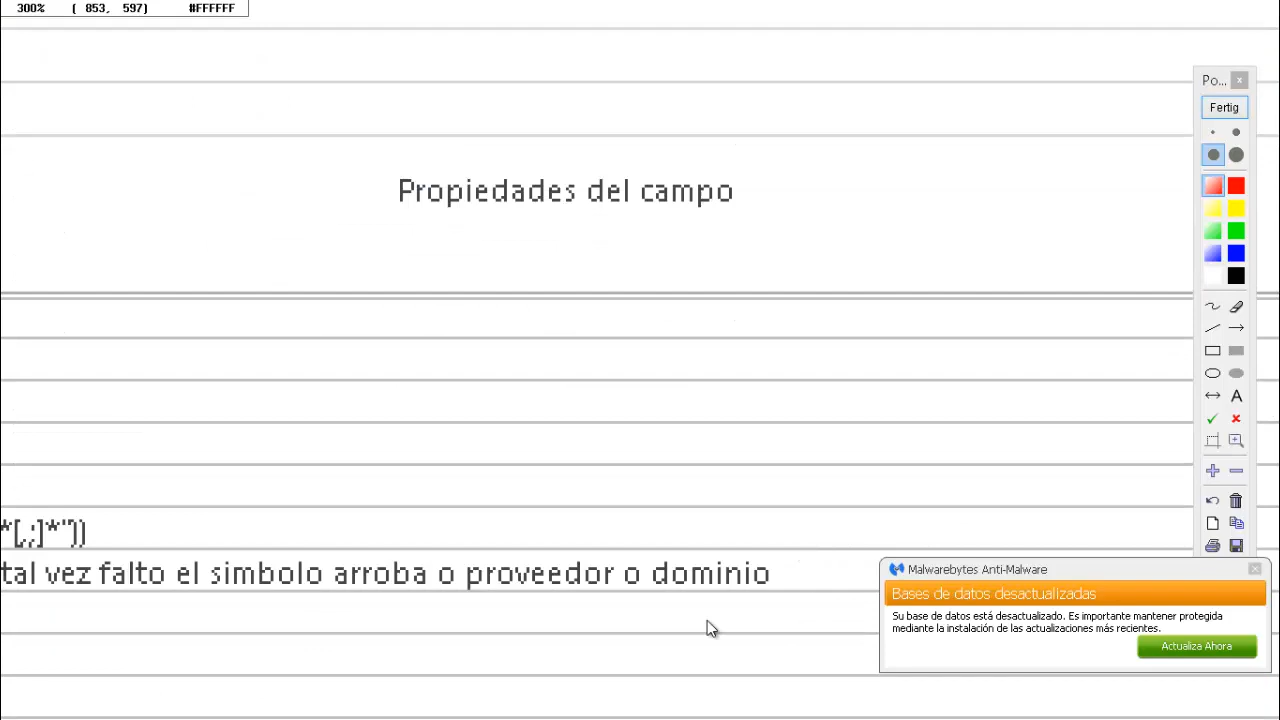 300% ( 853, 597) #FFFFFF
Po...
Fertig
Propiedades del campo
A
*[,;]*"))
tal vez falto el simbolo arroba o proveedor o dominio
Malwarebytes Anti-Malware
Bases de datos desactualizadas
Su base de datos está desactualizado. Es importante mantener protegida
mediante la instalación de las actualizaciones más recientes.
Actualiza Ahora